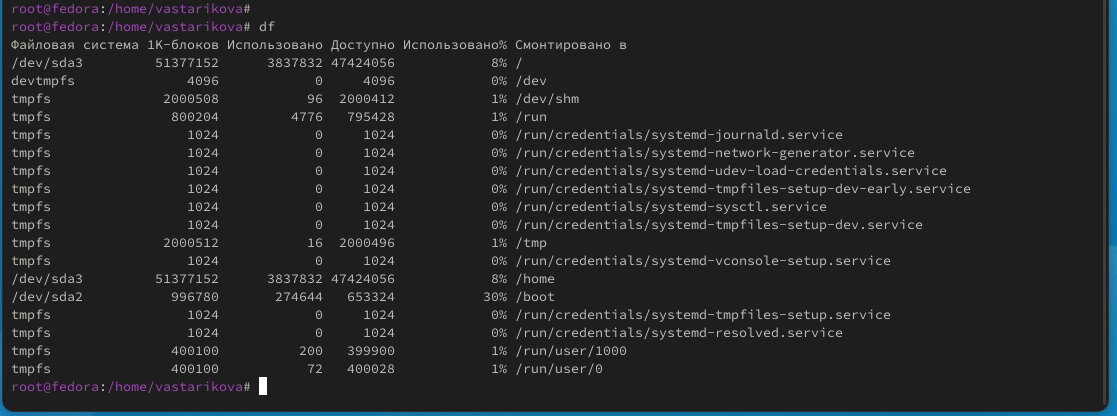 root@fedora:/home/vastarikova#
root@fedora:/home/vastarikova# df
Файловая система 1K-блоков Использовано Доступно Использовано% Смонтировано в
/dev/sda3 51377152 3837832 47424056 8% /
devtmpfs 4096 0 4096 0% /dev
tmpfs 2000508 96 2000412 1% /dev/shm
tmpfs 800204 4776 795428 1% /run
tmpfs 1024 0 1024 0% /run/credentials/systemd-journald.service
tmpfs 1024 0 1024 0% /run/credentials/systemd-network-generator.service
tmpfs 1024 0 1024 0% /run/credentials/systemd-udev-load-credentials.service
tmpfs 1024 0 1024 0% /run/credentials/systemd-tmpfiles-setup-dev-early.service
tmpfs 1024 0 1024 0% /run/credentials/systemd-sysctl.service
tmpfs 1024 0 1024 0% /run/credentials/systemd-tmpfiles-setup-dev.service
tmpfs 2000512 16 2000496 1% /tmp
tmpfs 1024 0 1024 0% /run/credentials/systemd-vconsole-setup.service
/dev/sda3 51377152 3837832 47424056 8% /home
/dev/sda2 996780 274644 653324 30% /boot
tmpfs 1024 0 1024 0% /run/credentials/systemd-tmpfiles-setup.service
tmpfs 1024 0 1024 0% /run/credentials/systemd-resolved.service
tmpfs 400100 200 399900 1% /run/user/1000
tmpfs 400100 72 400028 1% /run/user/0
root@fedora:/home/vastarikova#